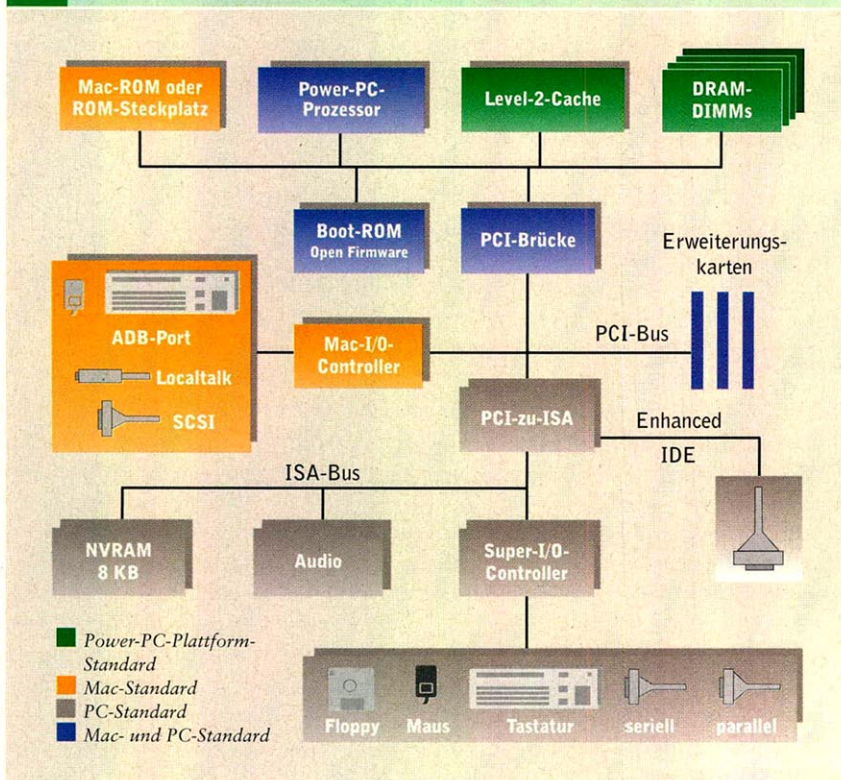 Mac-ROM oder
ROM-Steckplatz
Power-PC-
Prozessor
Level-2-Cache
DRAM-
DIMMs
Boot-ROM
Open Firmware
PCI-Brücke
Erweiterungs-
karten
ADB-Port
Localtalk
SCSI
Mac-I/O-
Controller
PCI-Bus
PCI-zu-ISA
Enhanced
IDE
ISA-Bus
NVRAM
8 KB
Audio
Super-I/O-
Controller
Power-PC-Plattform-
Standard
Mac-Standard
PC-Standard
Mac- und PC-Standard
Floppy
Maus
Tastatur
seriell
parallel